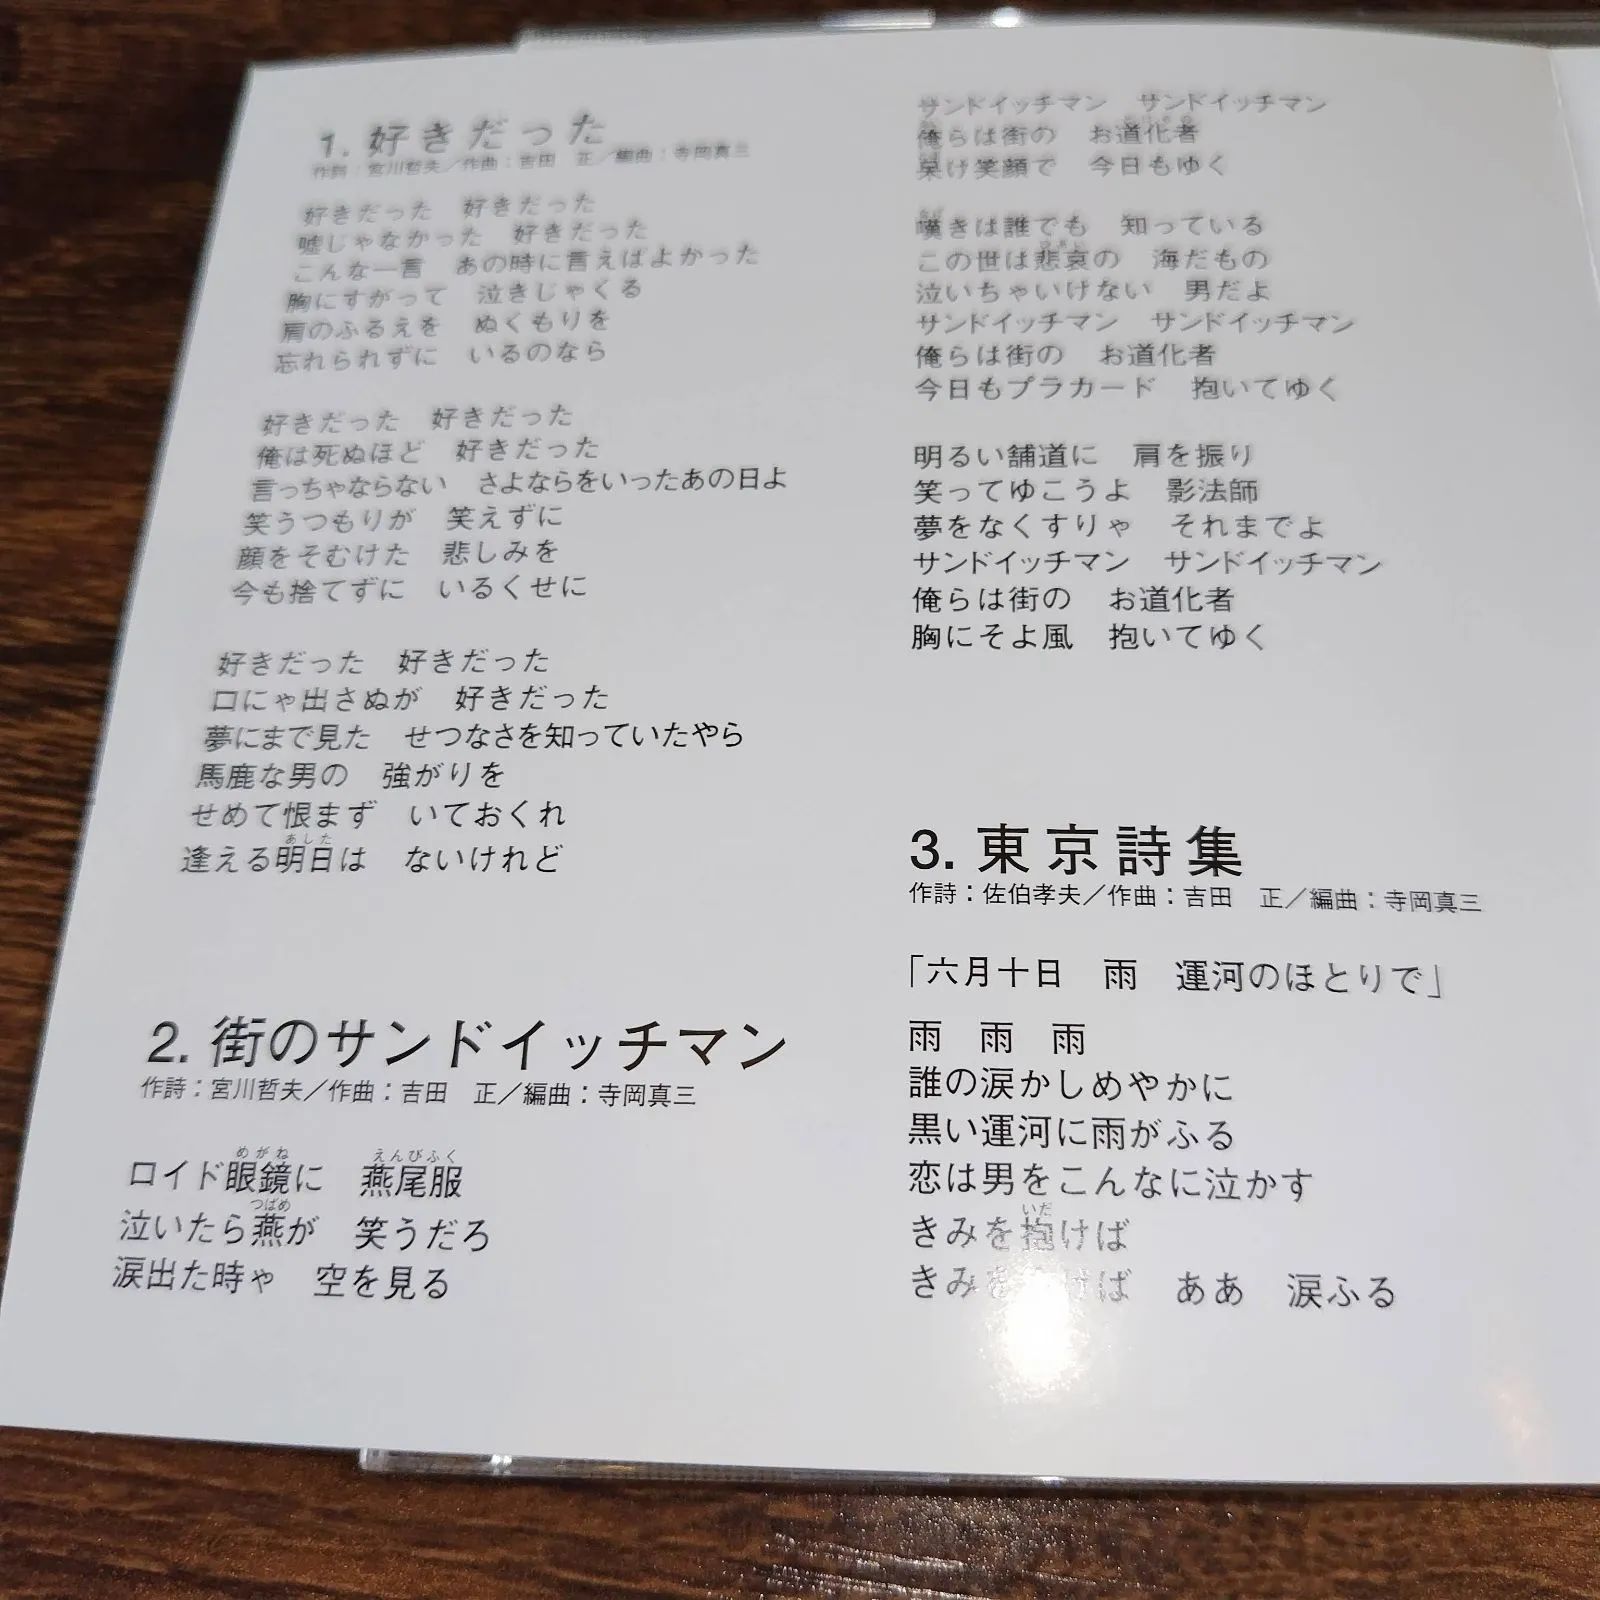 1. 好きだった
作詩：宮川哲夫／作曲：吉田　正／編曲：寺岡真三
好きだった　好きだった
嘘じゃなかった　好きだった
こんな一言　あの時に言えばよかった
胸にすがって　泣きじゃくる
肩のふるえを　ぬくもりを
忘れられずに　いるのなら
好きだった　好きだった
俺は死ぬほど　好きだった
言っちゃならない　さよならをいったあの日よ
笑うつもりが　笑えずに
顔をそむけた　悲しみを
今も捨てずに　いるくせに
好きだった　好きだった
口にゃ出さぬが　好きだった
夢にまで見た　せつなさを知っていたやら
馬鹿な男の　強がりを
せめて恨まず　いておくれ
あした
逢える明日は　ないけれど
2. 街のサンドイッチマン
作詩：宮川哲夫／作曲：吉田　正／編曲：寺岡真三
めがね　えんびふく
ロイド眼鏡に　燕尾服
つばめ
泣いたら燕が　笑うだろ
涙出た時ゃ　空を見る
サンドイッチマン　サンドイッチマン
俺らは街の　お道化者
呆け笑顔で　今日もゆく
嘆きは誰でも　知っている
この世は悲哀の　海だもの
泣いちゃいけない　男だよ
サンドイッチマン　サンドイッチマン
俺らは街の　お道化者
今日もプラカード　抱いてゆく
明るい舗道に　肩を振り
笑ってゆこうよ　影法師
夢をなくすりゃ　それまでよ
サンドイッチマン　サンドイッチマン
俺らは街の　お道化者
胸にそよ風　抱いてゆく
3. 東京詩集
作詩：佐伯孝夫／作曲：吉田　正／編曲：寺岡真三
「六月十日　雨　運河のほとりで」
雨　雨　雨
誰の涙かしめやかに
黒い運河に雨がふる
恋は男をこんなに泣かす
いだ
きみを抱けば
きみを　けば　ああ　涙ふる